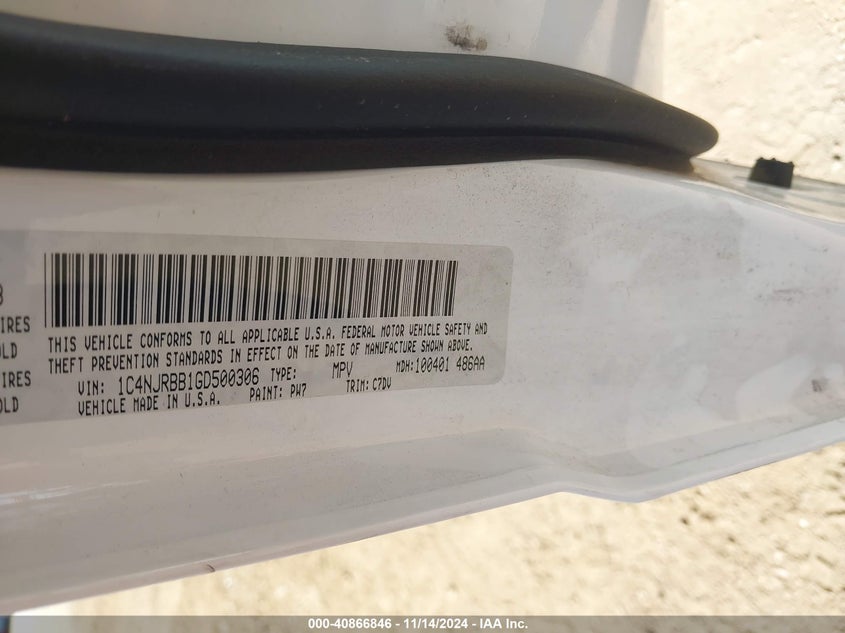 8
IRES
OLD
IRES
OLD
THIS VEHICLE CONFORMS TO ALL APPLICABLE U.S.A. FEDERAL MOTOR VEHICLE SAFETY AND
THEFT PREVENTION STANDARDS IN EFFECT ON THE DATE OF MANUFACTURE SHOWN ABOVE.
VIN: 1C4NJRBB1GD500306 TYPE: MPV MDH:100401 486AA
VEHICLE MADE IN U.S.A. PAINT: PW7 TRIM: C7DV
000-40866846 - 11/14/2024 - IAA Inc.